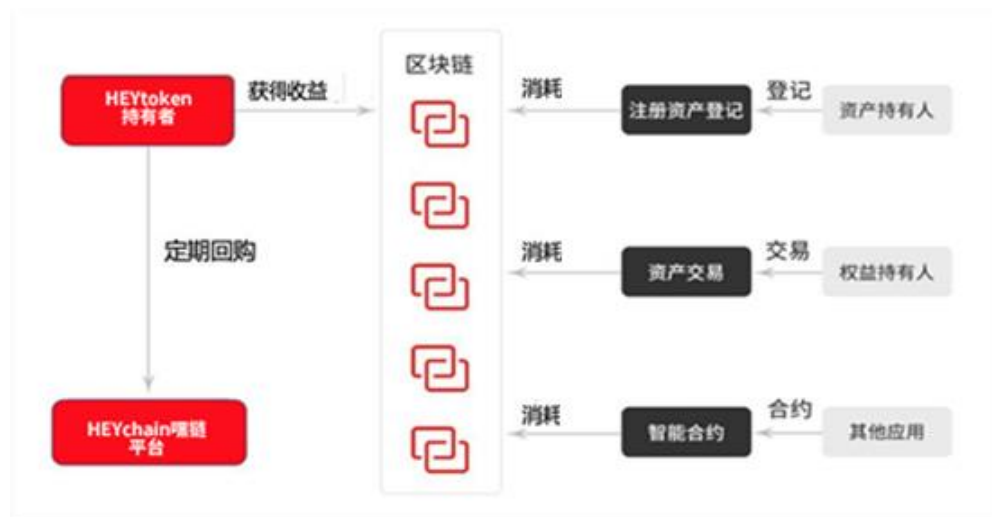 区块链
HEYtoken
持有者
获得收益
消耗
注册资产登记
登记
资产持有人
定期回购
消耗
资产交易
交易
权益持有人
HEYchain嘿链
平台
消耗
智能合约
合约
其他应用